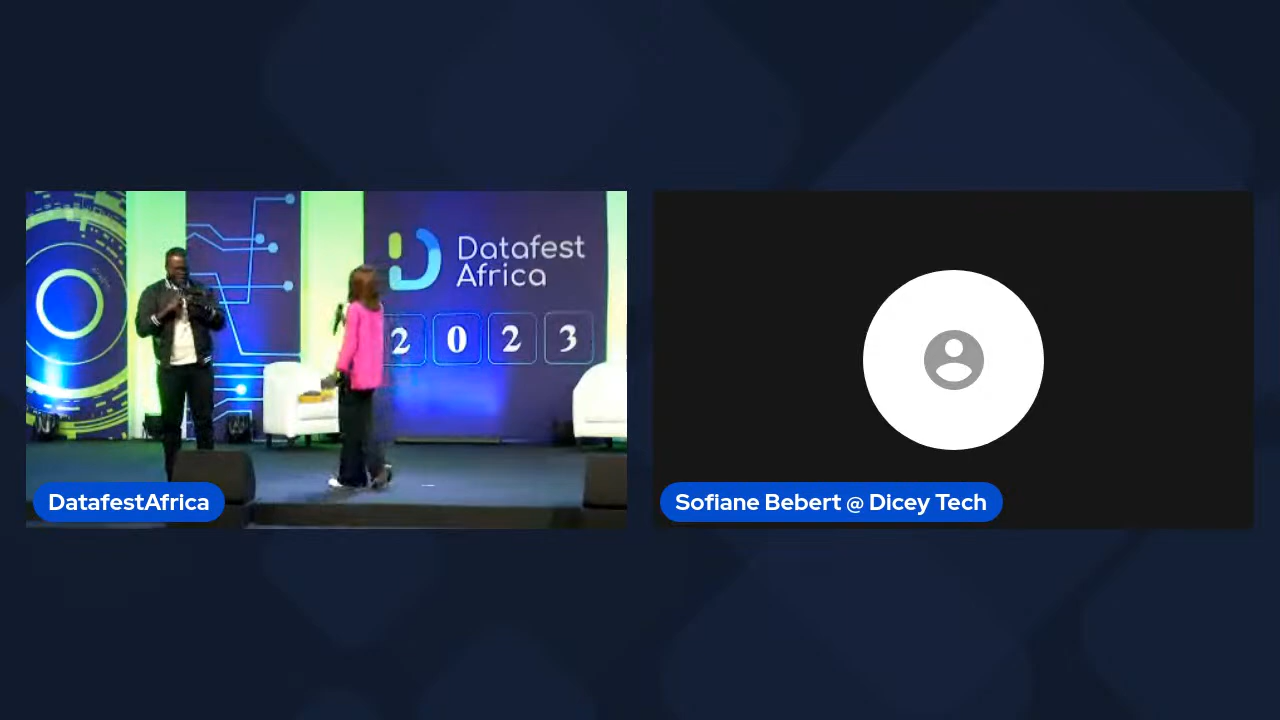 Datafest
Africa
2 0 2 3
DatafestAfrica
Sofiane Bebert @ Dicey Tech